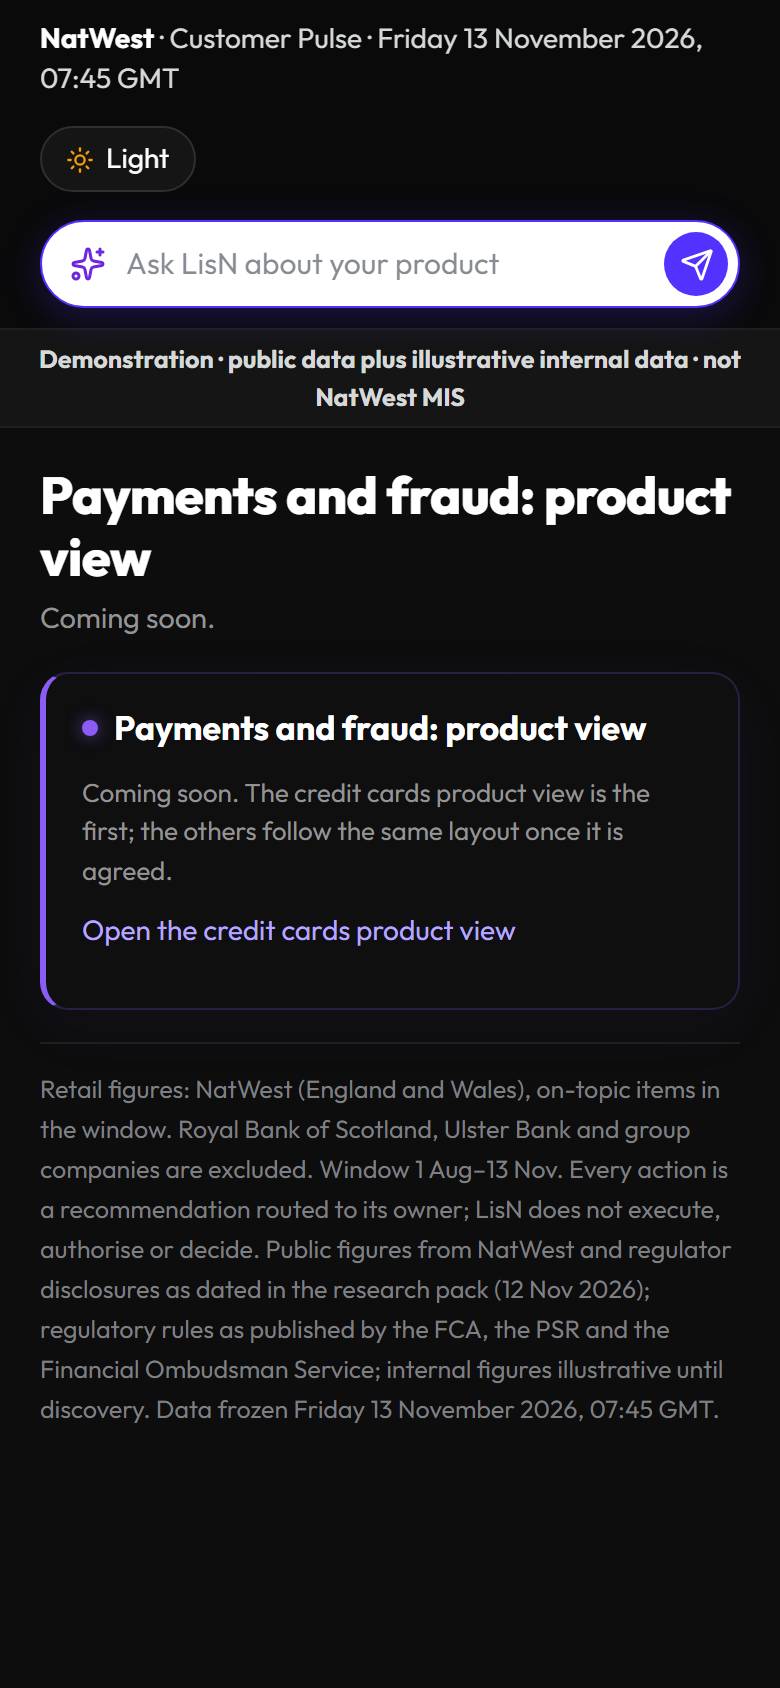 NatWest · Customer Pulse · Friday 13 November 2026,
07:45 GMT
Light
Ask LisN about your product
Demonstration · public data plus illustrative internal data · not
NatWest MIS
Payments and fraud: product
view
Coming soon.
Payments and fraud: product view
Coming soon. The credit cards product view is the
first; the others follow the same layout once it is
agreed.
Open the credit cards product view
Retail figures: NatWest (England and Wales), on-topic items in
the window. Royal Bank of Scotland, Ulster Bank and group
companies are excluded. Window 1 Aug–13 Nov. Every action is
a recommendation routed to its owner; LisN does not execute,
authorise or decide. Public figures from NatWest and regulator
disclosures as dated in the research pack (12 Nov 2026);
regulatory rules as published by the FCA, the PSR and the
Financial Ombudsman Service; internal figures illustrative until
discovery. Data frozen Friday 13 November 2026, 07:45 GMT.